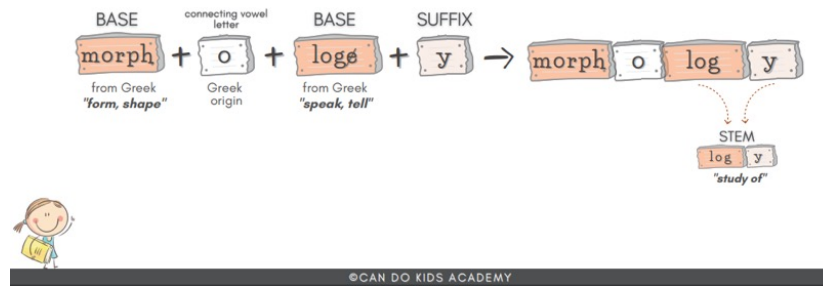 BASE connecting vowel letter BASE SUFFIX
morph + o + loge + y → morph o log y
from Greek Greek from Greek
"form, shape" origin "speak, tell"
STEM
log y
"study of"
©CAN DO KIDS ACADEMY